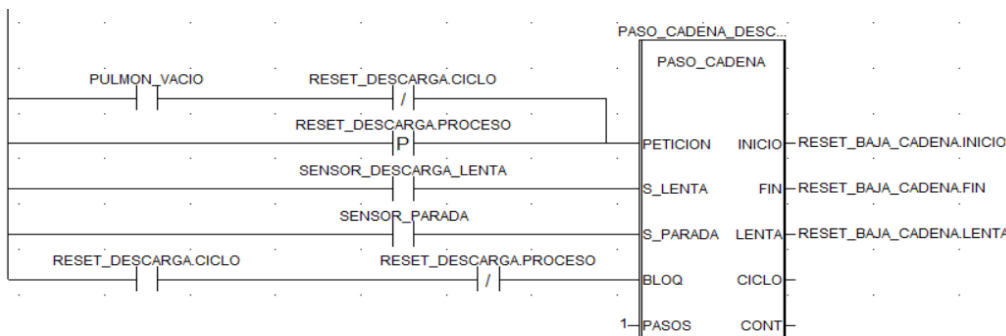 PASO_CADENA_DESC...
PASO_CADENA
PULMON_VACIO RESET_DESCARGA.CICLO
/
RESET_DESCARGA.PROCESO
P
PETICION INICIO RESET_BAJA_CADENA.INICIO
SENSOR_DESCARGA_LENTA
S_LENTA FIN RESET_BAJA_CADENA.FIN
SENSOR_PARADA
S_PARADA LENTA RESET_BAJA_CADENA.LENTA
RESET_DESCARGA.CICLO RESET_DESCARGA.PROCESO
/
BLOQ CICLO
1 PASOS CONT